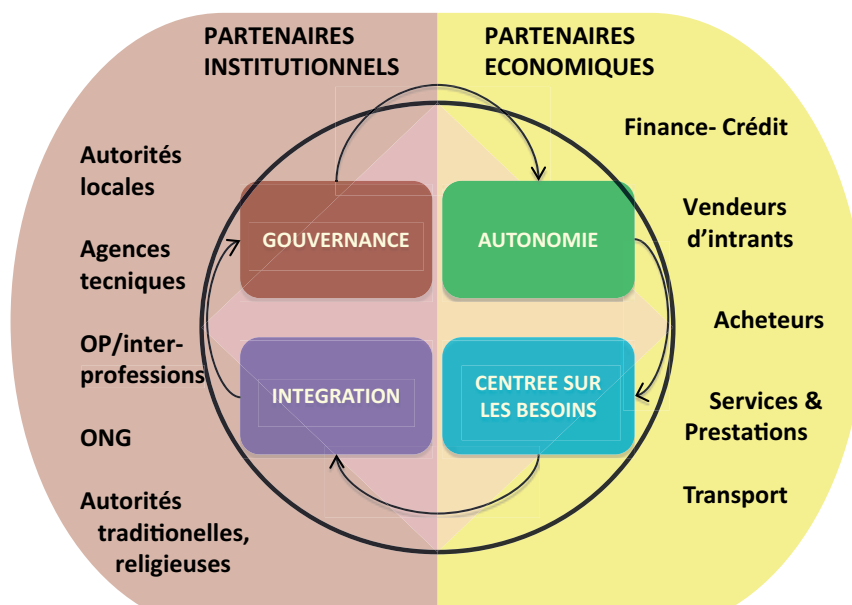 PARTENAIRES
INSTITUTIONNELS
PARTENAIRES
ECONOMIQUES
Autorités
locales
Agences
tecniques
OP/inter-
professions
ONG
Autorités
traditionelles,
religieuses
GOUVERNANCE
AUTONOMIE
INTEGRATION
CENTREE SUR
LES BESOINS
Finance- Crédit
Vendeurs
d’intrants
Acheteurs
Services &
Prestations
Transport